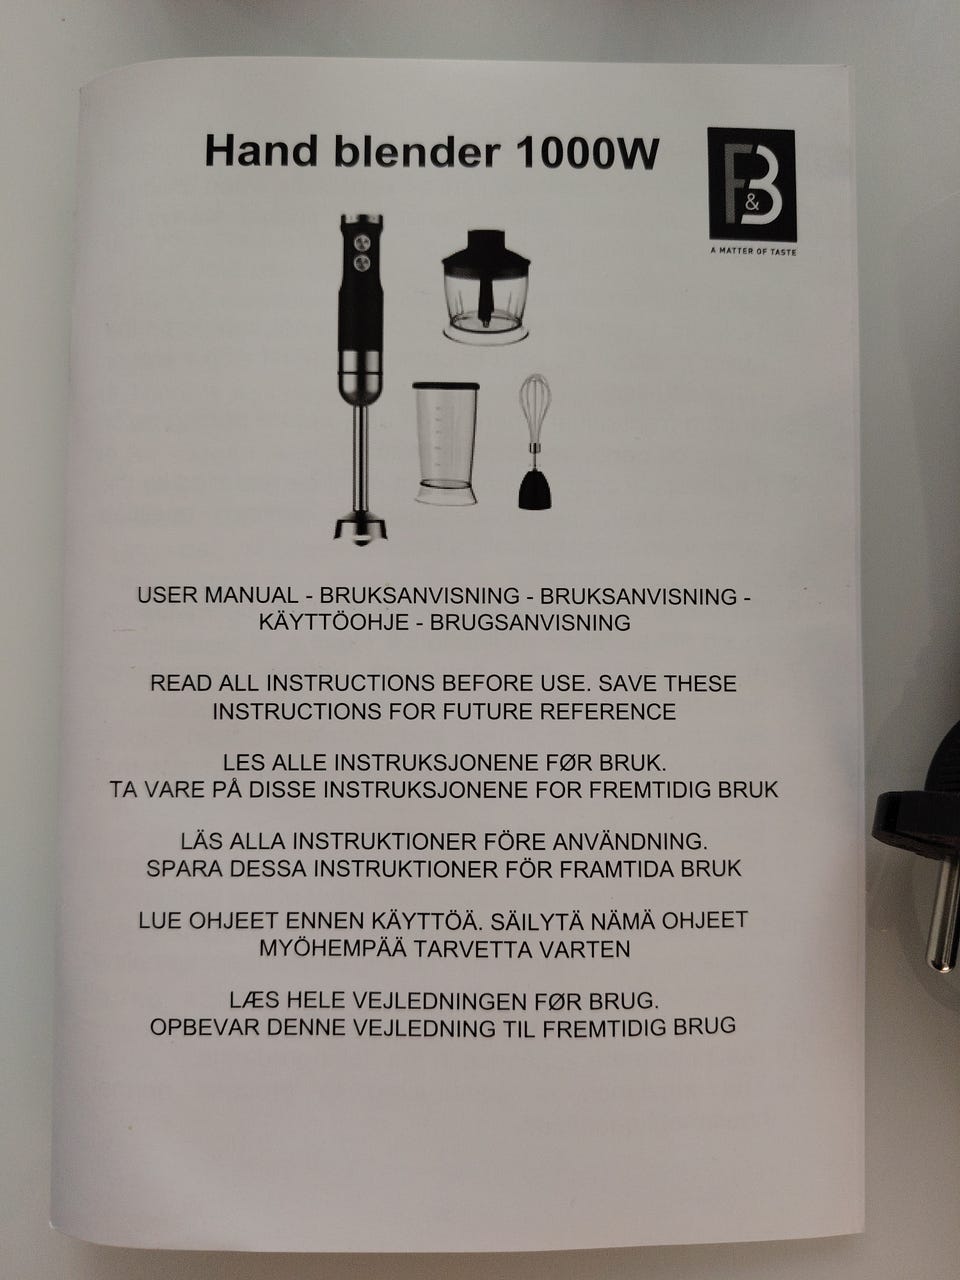 Hand blender 1000W
F&B
A MATTER OF TASTE
USER MANUAL - BRUKSANVISNING - BRUKSANVISNING -
KÄYTTÖOHJE - BRUGSANVISNING
READ ALL INSTRUCTIONS BEFORE USE. SAVE THESE
INSTRUCTIONS FOR FUTURE REFERENCE
LES ALLE INSTRUKSJONENE FØR BRUK.
TA VARE PÅ DISSE INSTRUKSJONENE FOR FREMTIDIG BRUK
LÄS ALLA INSTRUKTIONER FÖRE ANVÄNDNING.
SPARA DESSA INSTRUKTIONER FÖR FRAMTIDA BRUK
LUE OHJEET ENNEN KÄYTTÖÄ. SÄILYTÄ NÄMÄ OHJEET
MYÖHEMPÄÄ TARVETTA VARTEN
LÆS HELE VEJLEDNINGEN FØR BRUG.
OPBEVAR DENNE VEJLEDNING TIL FREMTIDIG BRUG